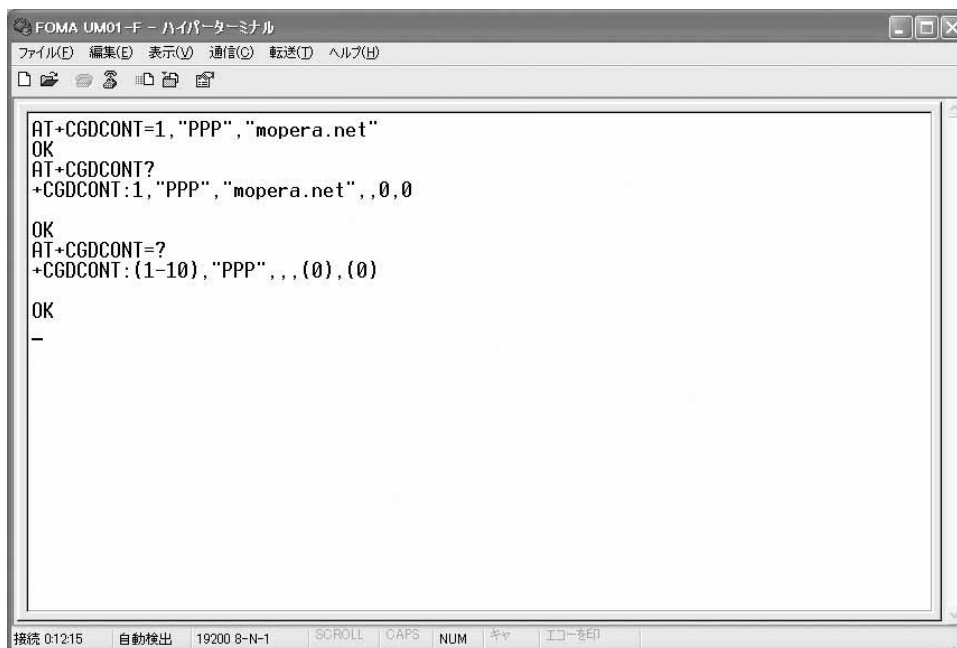 FOMA UM01-F - ハイパーターミナル
ファイル(F) 編集(E) 表示(V) 通信(C) 転送(T) ヘルプ(H)
AT+CGDCONT=1,"PPP","mopera.net"
OK
AT+CGDCONT?
+CGDCONT:1,"PPP","mopera.net",,0,0
OK
AT+CGDCONT=?
+CGDCONT:(1-10),"PPP",,,(0),(0)
OK
接続 0:12:15 自動検出 19200 8-N-1 SCROLL CAPS NUM キャ エコーを印